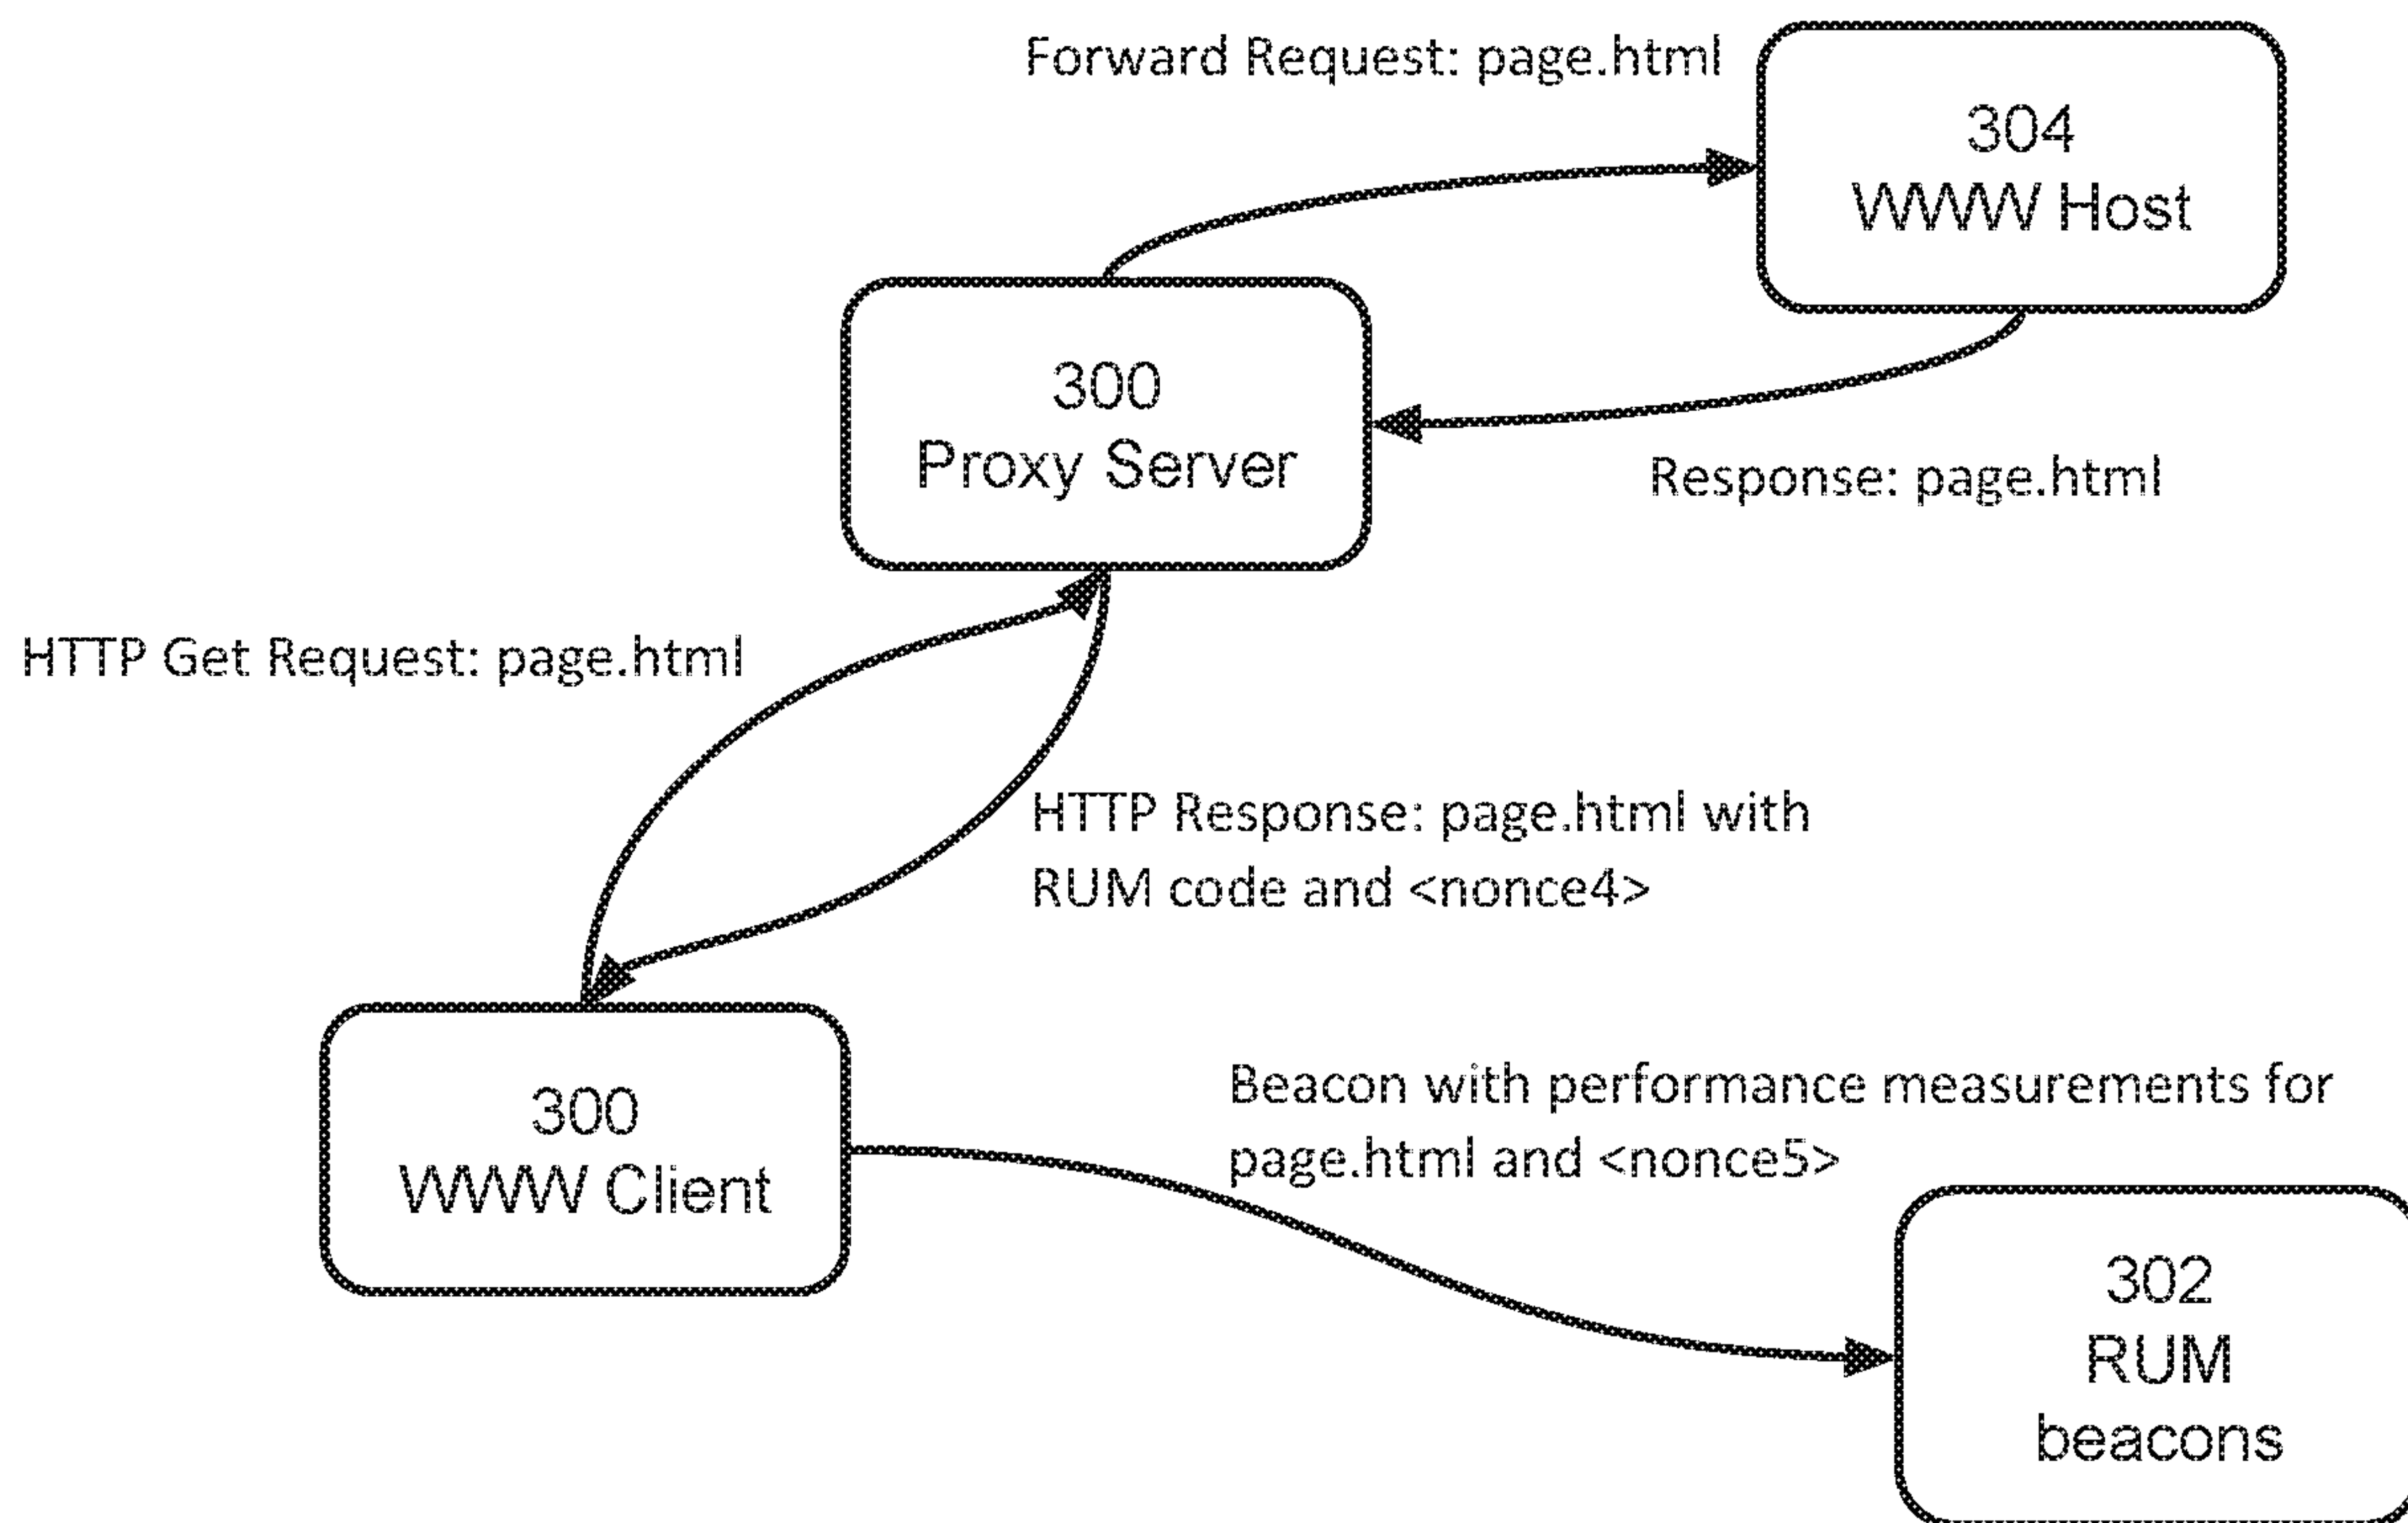 Forward Request: page.html
304
WWW Host
300
Proxy Server
Response: page.html
HTTP Get Request: page.html
HTTP Response: page.html with
RUM code and <nonce4>
300
WWW Client
Beacon with performance measurements for
page.html and <nonce5>
302
RUM
beacons